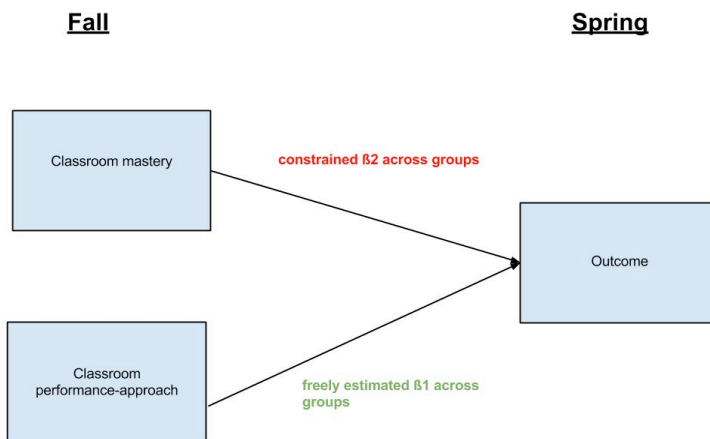 Fall
Spring
Classroom mastery
constrained ß2 across groups
Outcome
Classroom
performance-approach
freely estimated ß1 across
groups